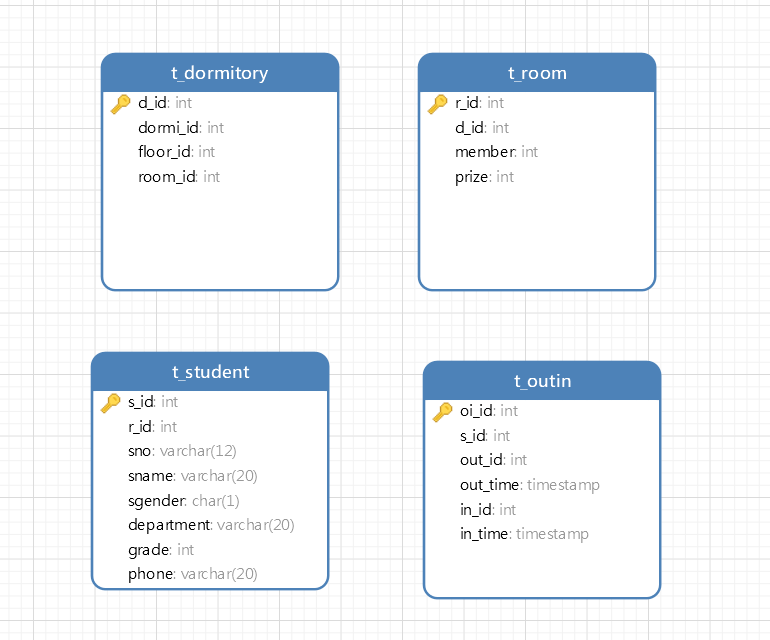 t_dormitory
d_id: int
dormi_id: int
floor_id: int
room_id: int
t_room
r_id: int
d_id: int
member: int
prize: int
t_student
s_id: int
r_id: int
sno: varchar(12)
sname: varchar(20)
sgender: char(1)
department: varchar(20)
grade: int
phone: varchar(20)
t_outin
oi_id: int
s_id: int
out_id: int
out_time: timestamp
in_id: int
in_time: timestamp